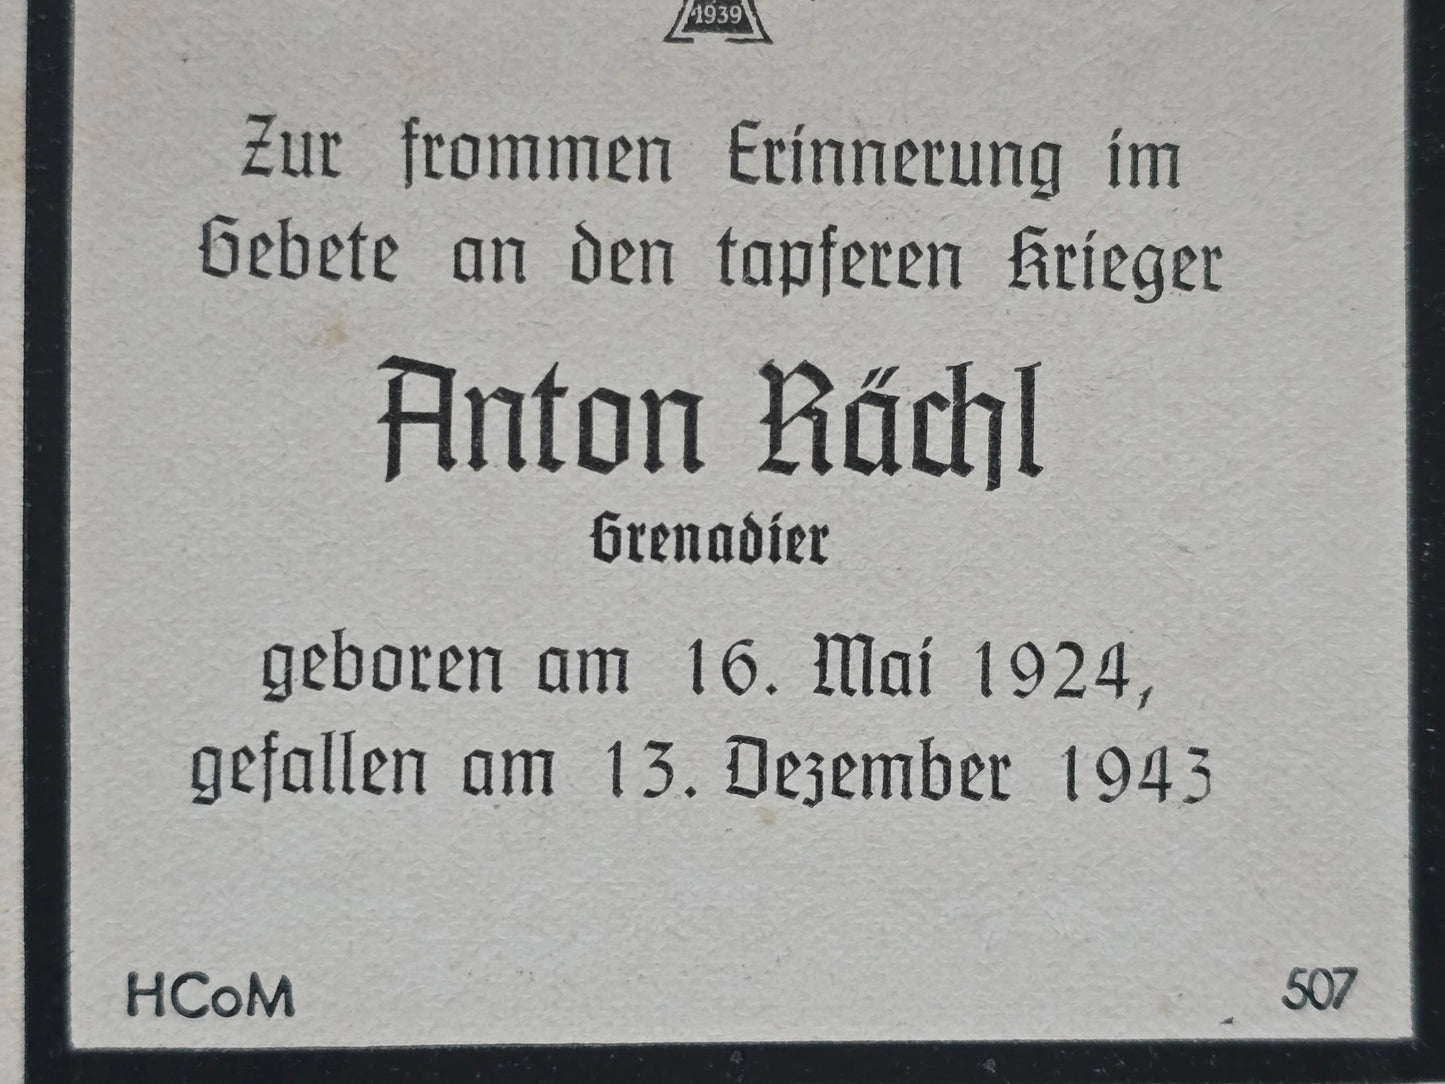 1939
Zur frommen Erinnerung im
Gebete an den tapferen Krieger
Anton Rächl
Grenadier
geboren am 16. Mai 1924,
gefallen am 13. Dezember 1943
HCoM
507